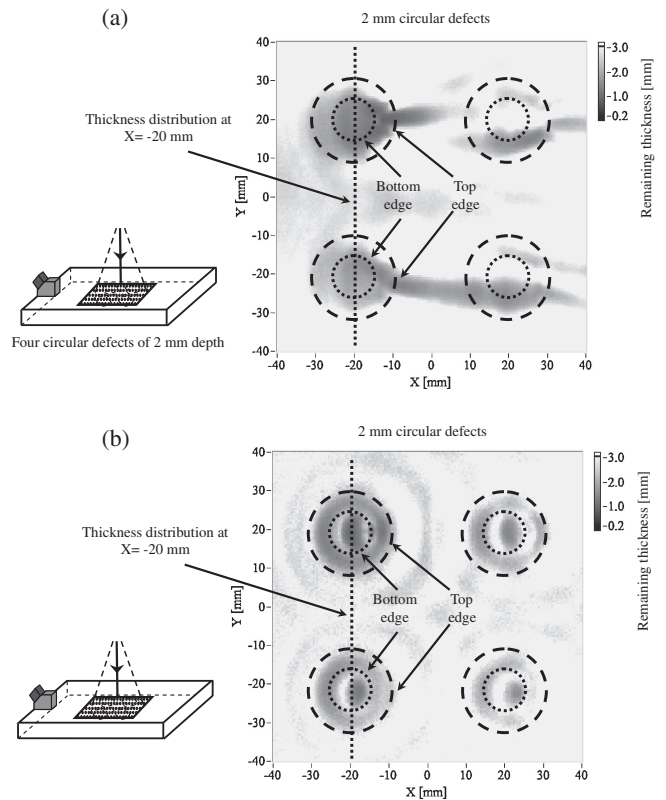 (a)
2 mm circular defects
Thickness distribution at
X= -20 mm
Bottom
edge
Top
edge
Four circular defects of 2 mm depth
Y [mm]
40
30
20
10
0
-10
-20
-30
-40
-40 -30 -20 -10 0 10 20 30 40
X [mm]
3.0
2.0
1.0
0.2
Remaining thickness [mm]
(b)
2 mm circular defects
Thickness distribution at
X= -20 mm
Bottom
edge
Top
edge
Y [mm]
40
30
20
10
0
-10
-20
-30
-40
-40 -30 -20 -10 0 10 20 30 40
X [mm]
3.0
2.0
1.0
0.2
Remaining thickness [mm]